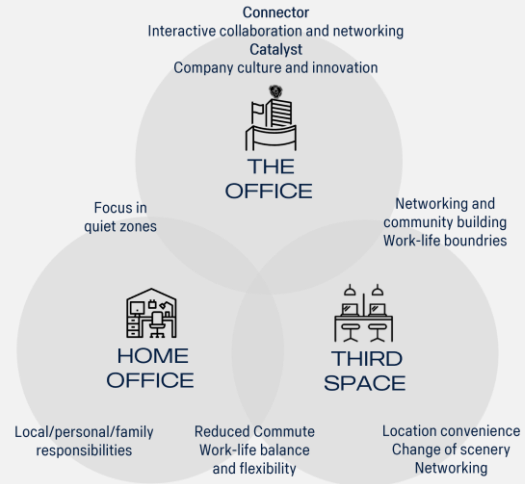 Connector
Interactive collaboration and networking
Catalyst
Company culture and innovation
THE
OFFICE
Focus in
quiet zones
Networking and
community building
Work-life boundries
HOME
OFFICE
THIRD
SPACE
Local/personal/family
responsibilities
Reduced Commute
Work-life balance
and flexibility
Location convenience
Change of scenery
Networking